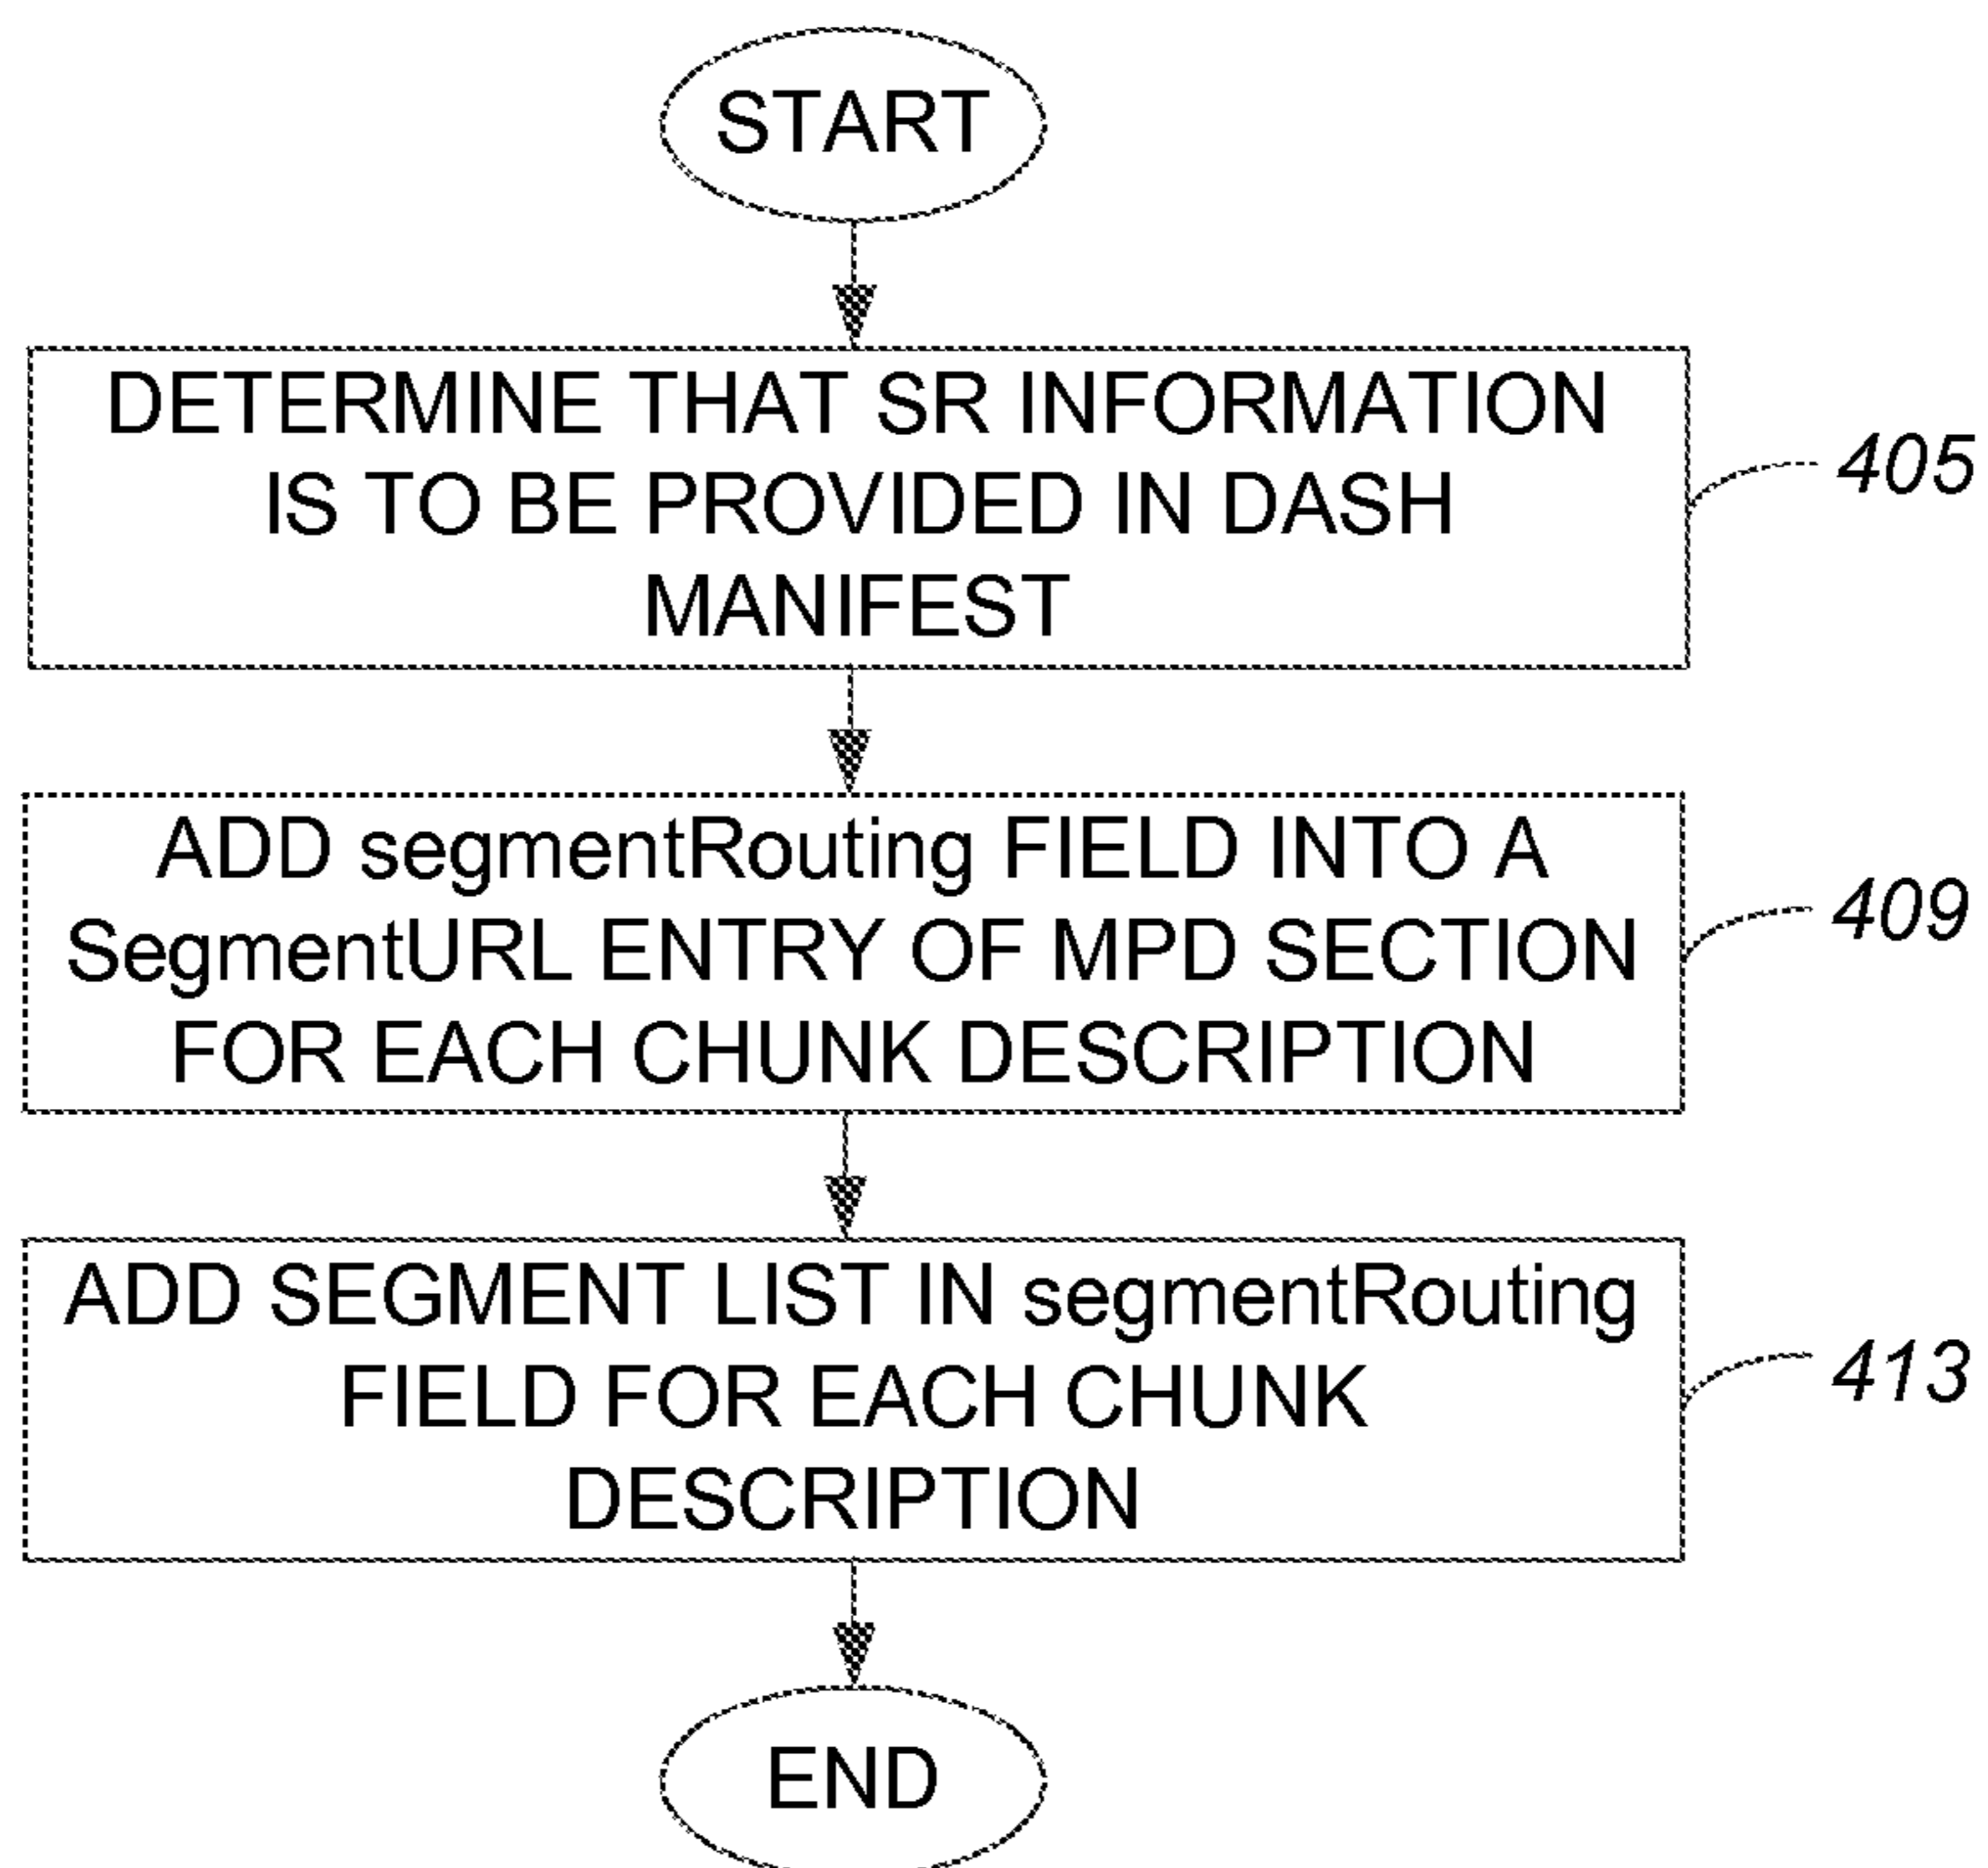 START
DETERMINE THAT SR INFORMATION
IS TO BE PROVIDED IN DASH
MANIFEST
405
ADD segmentRouting FIELD INTO A
SegmentURL ENTRY OF MPD SECTION
FOR EACH CHUNK DESCRIPTION
409
ADD SEGMENT LIST IN segmentRouting
FIELD FOR EACH CHUNK
DESCRIPTION
413
END